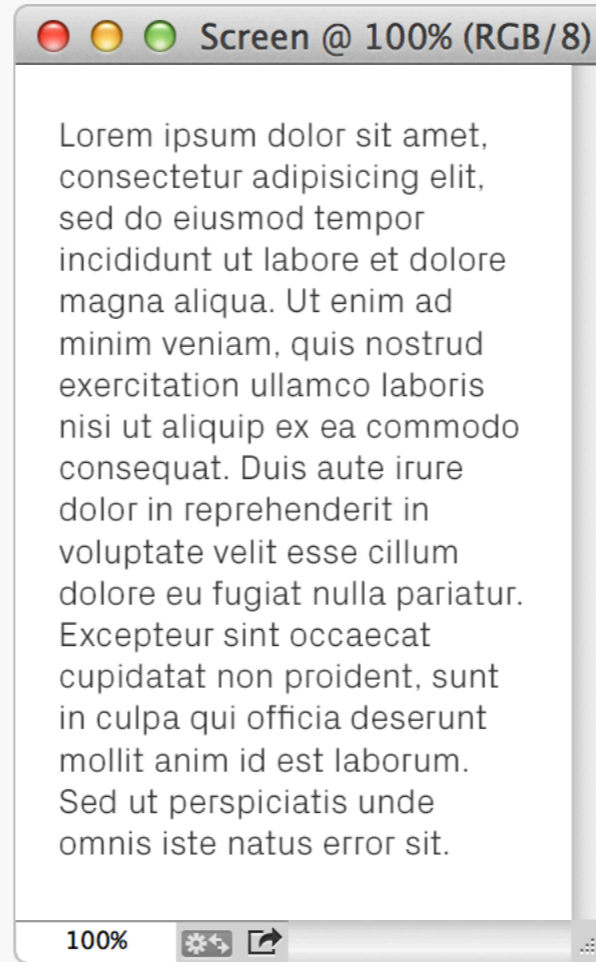 Screen @ 100% (RGB/8)
Lorem ipsum dolor sit amet,
consectetur adipisicing elit,
sed do eiusmod tempor
incididunt ut labore et dolore
magna aliqua. Ut enim ad
minim veniam, quis nostrud
exercitation ullamco laboris
nisi ut aliquip ex ea commodo
consequat. Duis aute irure
dolor in reprehenderit in
voluptate velit esse cillum
dolore eu fugiat nulla pariatur.
Excepteur sint occaecat
cupidatat non proident, sunt
in culpa qui officia deserunt
mollit anim id est laborum.
Sed ut perspiciatis unde
omnis iste natus error sit.
100%